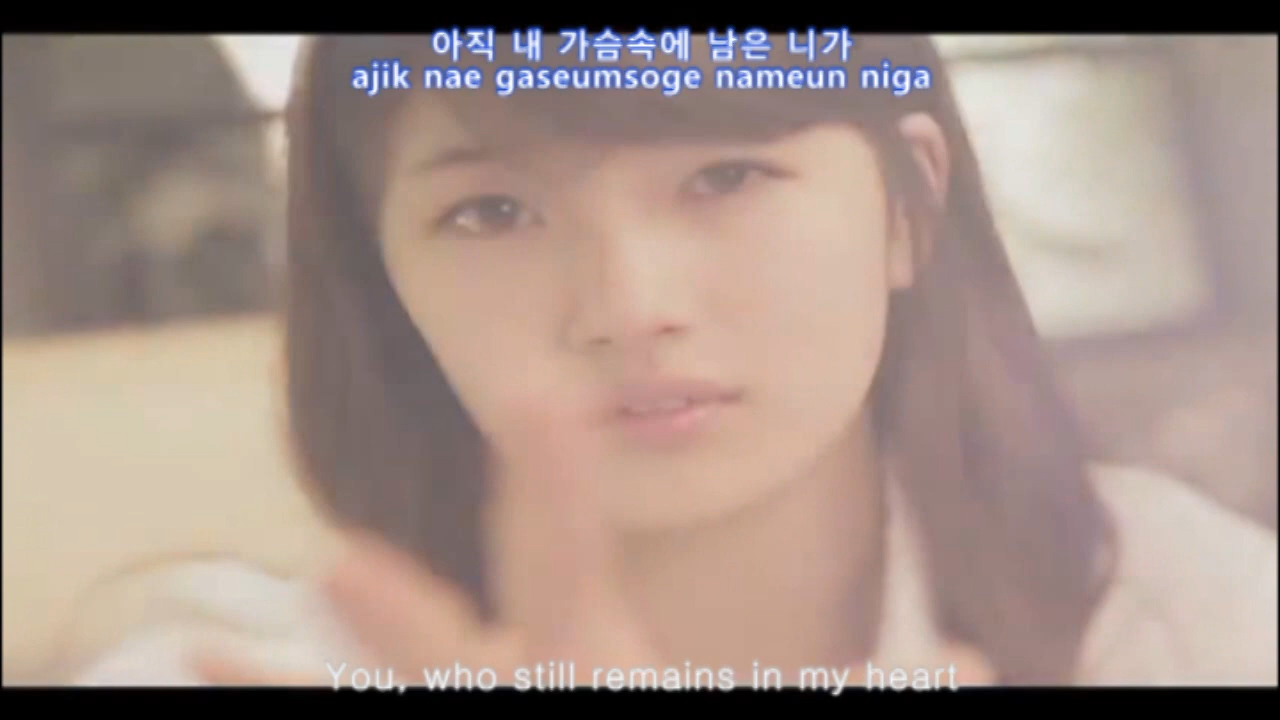 아직 내 가슴속에 남은 니가
ajik nae gaseumsoge nameun niga
You, who still remains in my heart